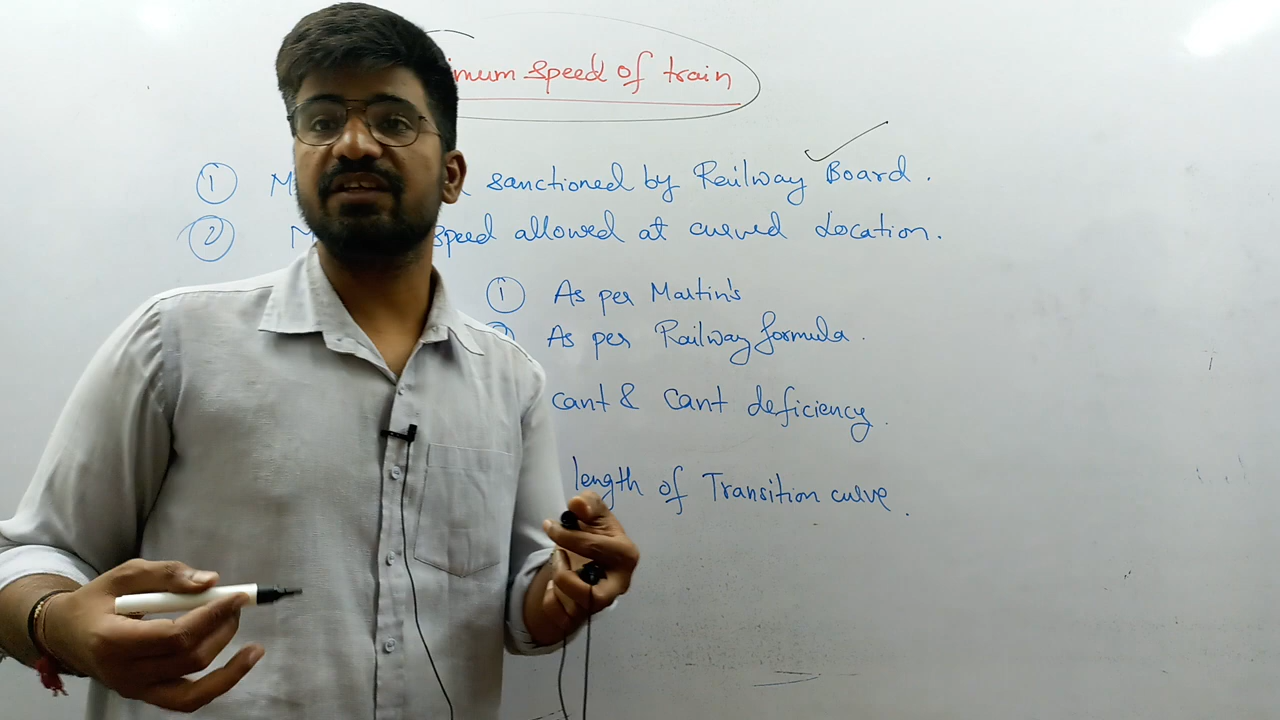 speed of train
① sanctioned by Railway Board.
② speed allowed at curved Location.
① As per Martin's
As per Railway formula.
cant & cant deficiency.
length of Transition curve.